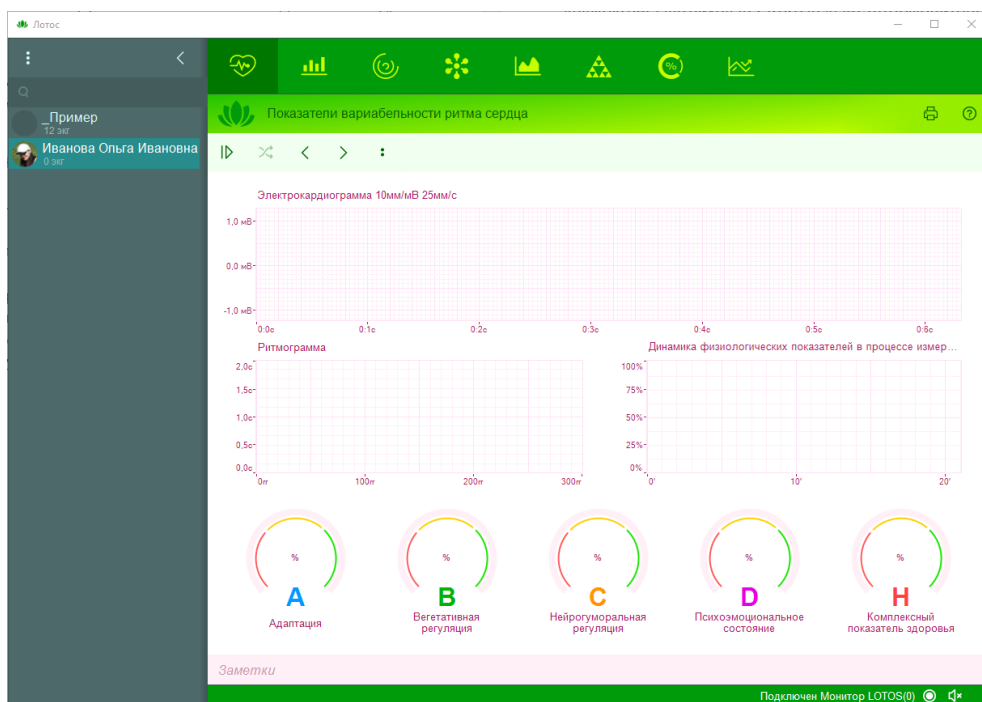 Лотос
_Пример
12 экг
Иванова Ольга Ивановна
0 экг
%
Показатели вариабельности ритма сердца
?
Электрокардиограмма 10мм/мВ 25мм/с
1,0 мВ
0,0 мВ
-1,0 мВ
0:0с 0:1с 0:2с 0:3с 0:4с 0:5с 0:6с
Ритмограмма
2,0с
1,5с
1,0с
0,5с
0,0с
0rr 100rr 200rr 300rr
Динамика физиологических показателей в процессе измер...
100%
75%
50%
25%
0%
0' 10' 20'
% % % % %
A B C D H
Адаптация
Вегетативная
регуляция
Нейрогуморальная
регуляция
Психоэмоциональное
состояние
Комплексный
показатель здоровья
Заметки
Подключен Монитор LOTOS(0)